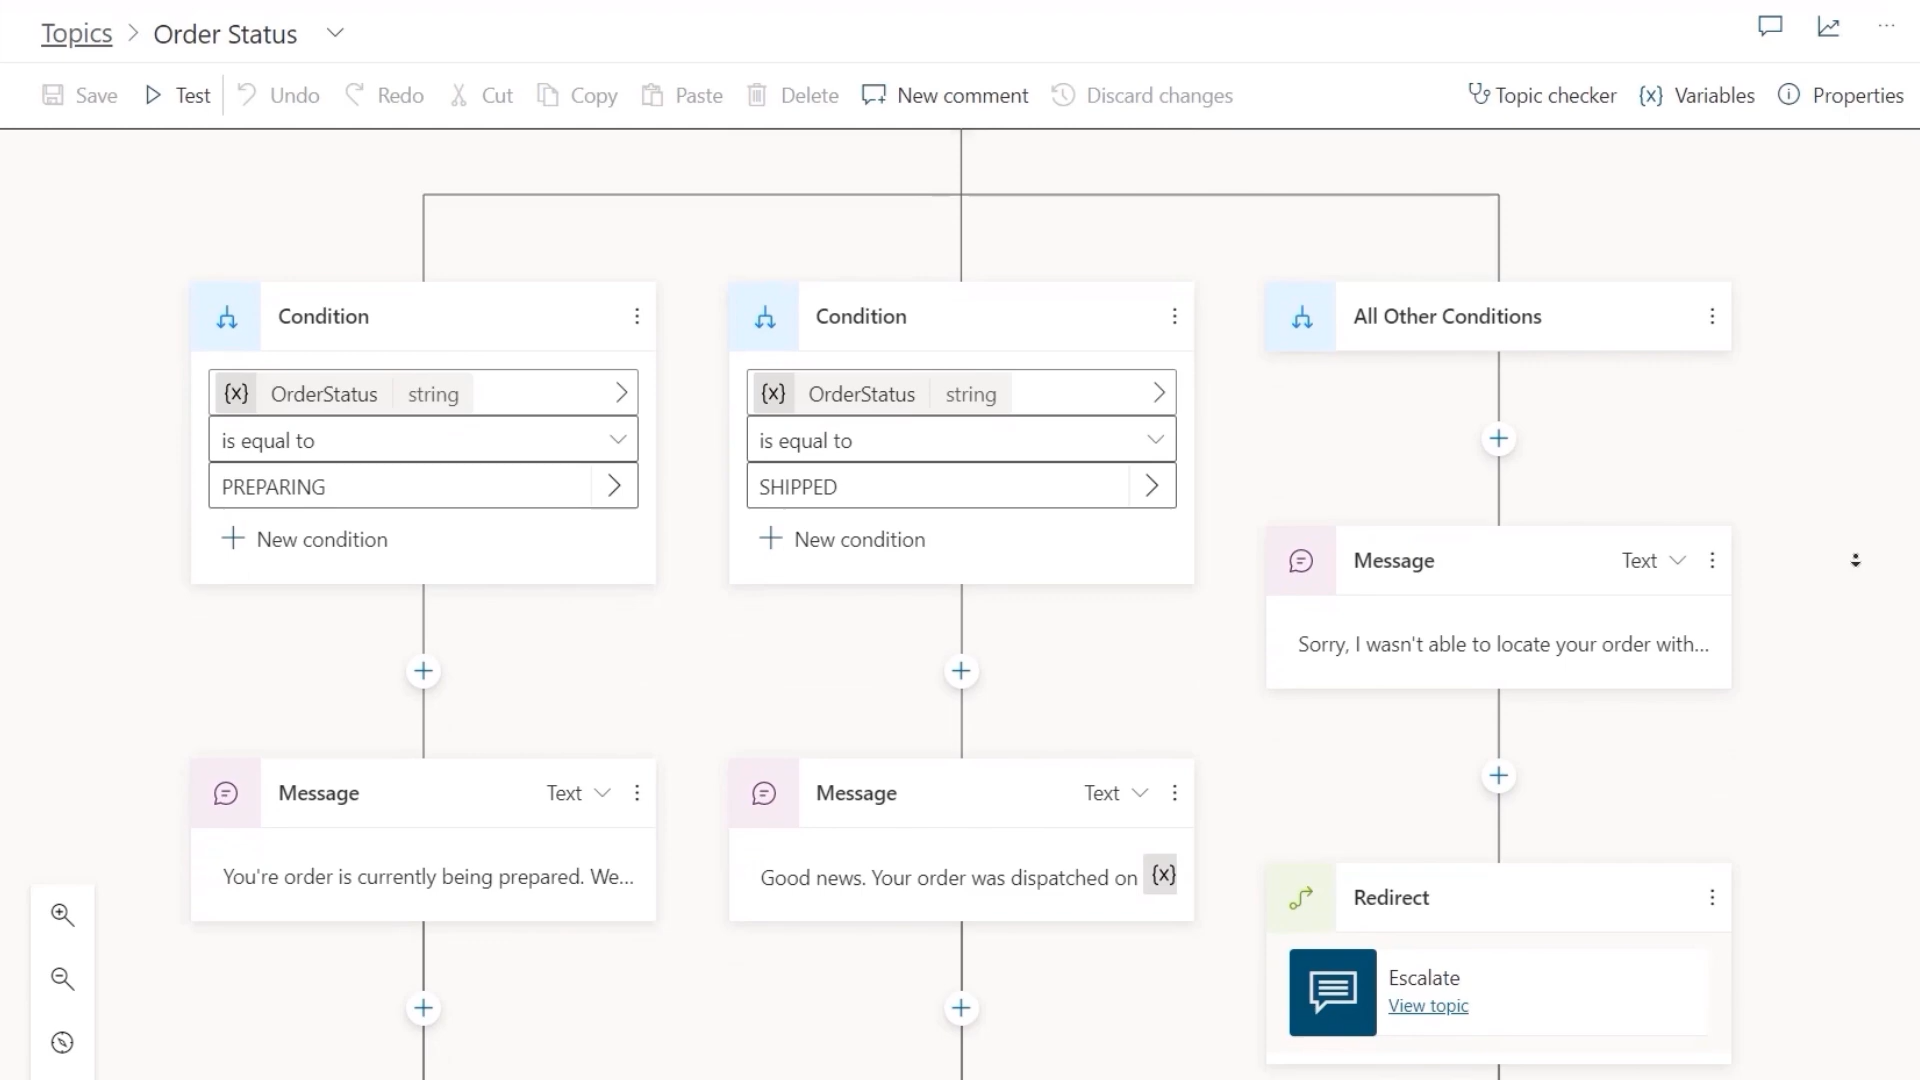 Topics > Order Status
Save Test Undo Redo Cut Copy Paste Delete New comment Discard changes Topic checker {x} Variables Properties
Condition
{x} OrderStatus string
is equal to
PREPARING
New condition
Condition
{x} OrderStatus string
is equal to
SHIPPED
New condition
All Other Conditions
Message Text
Sorry, I wasn't able to locate your order with...
Message Text
You're order is currently being prepared. We...
Message Text
Good news. Your order was dispatched on {x}
Redirect
Escalate
View topic